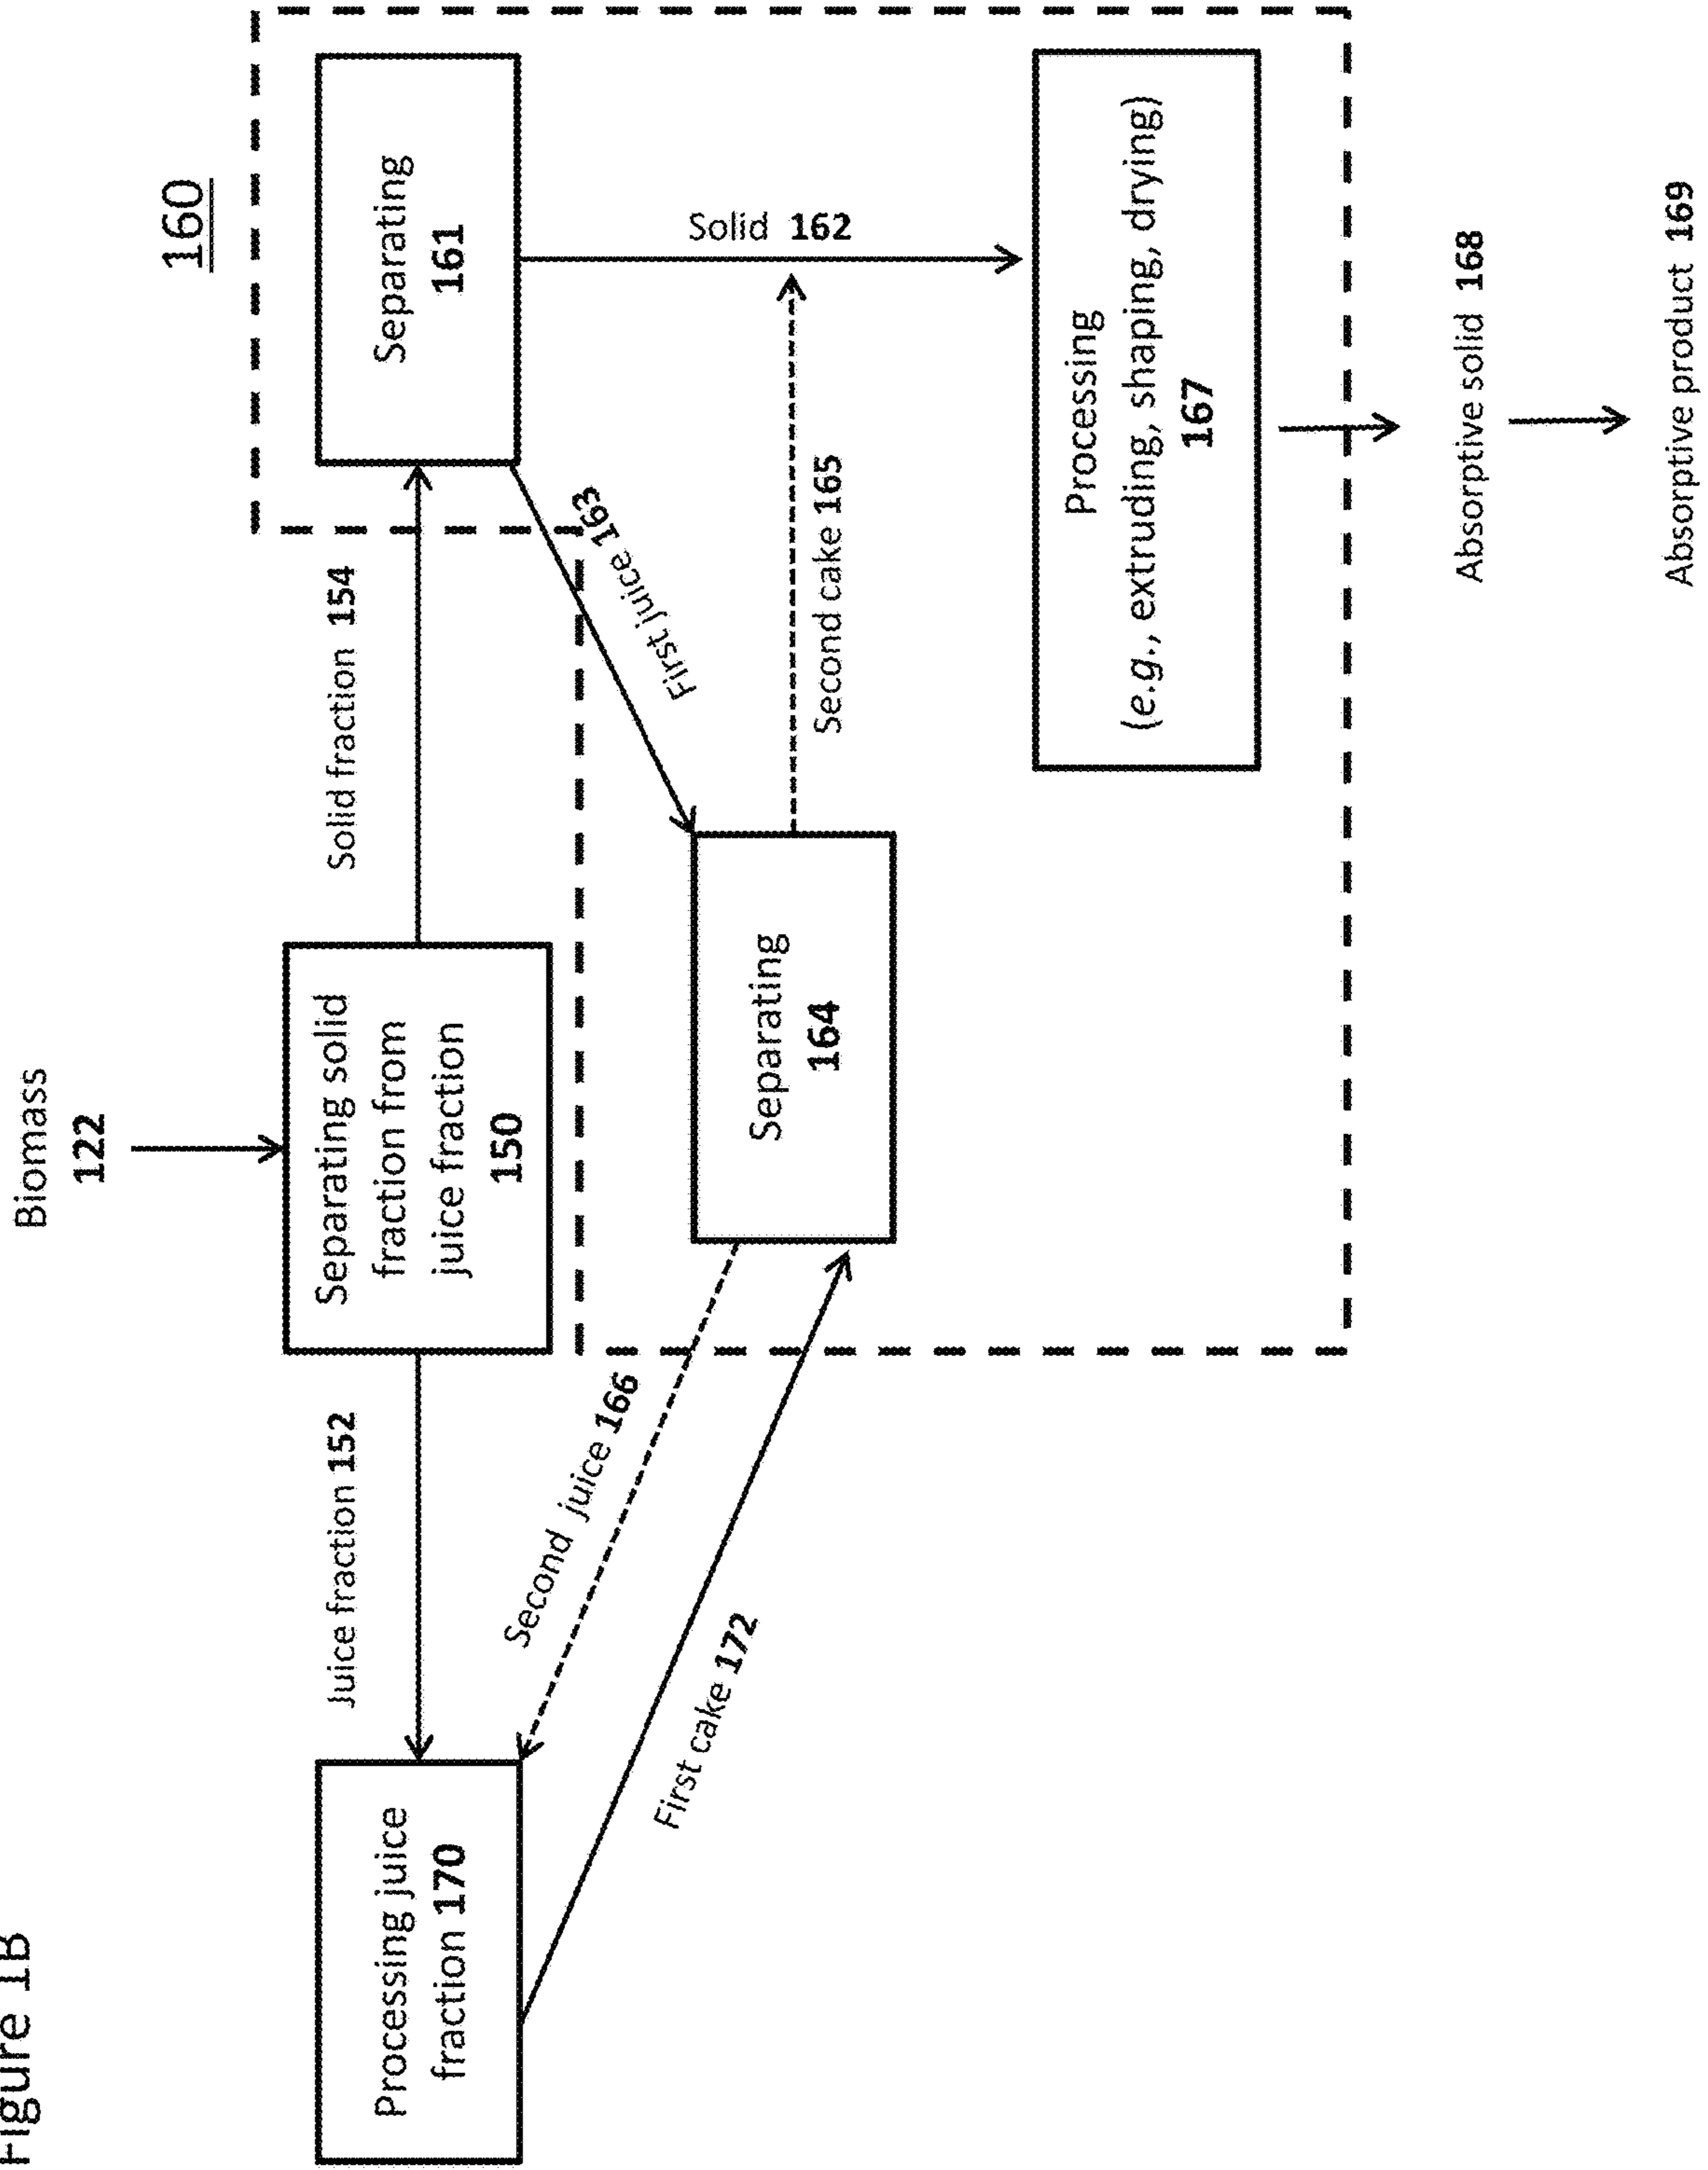 Figure 1B
Biomass
122
160
Juice fraction 152
Solid fraction 154
Processing juice
fraction 170
Separating solid
fraction from
juice fraction
150
Separating
161
Second juice 166
First juice 163
First cake 172
Solid 162
Separating
164
Second cake 165
Processing
(e.g., extruding, shaping, drying)
167
Absorptive solid 168
Absorptive product 169